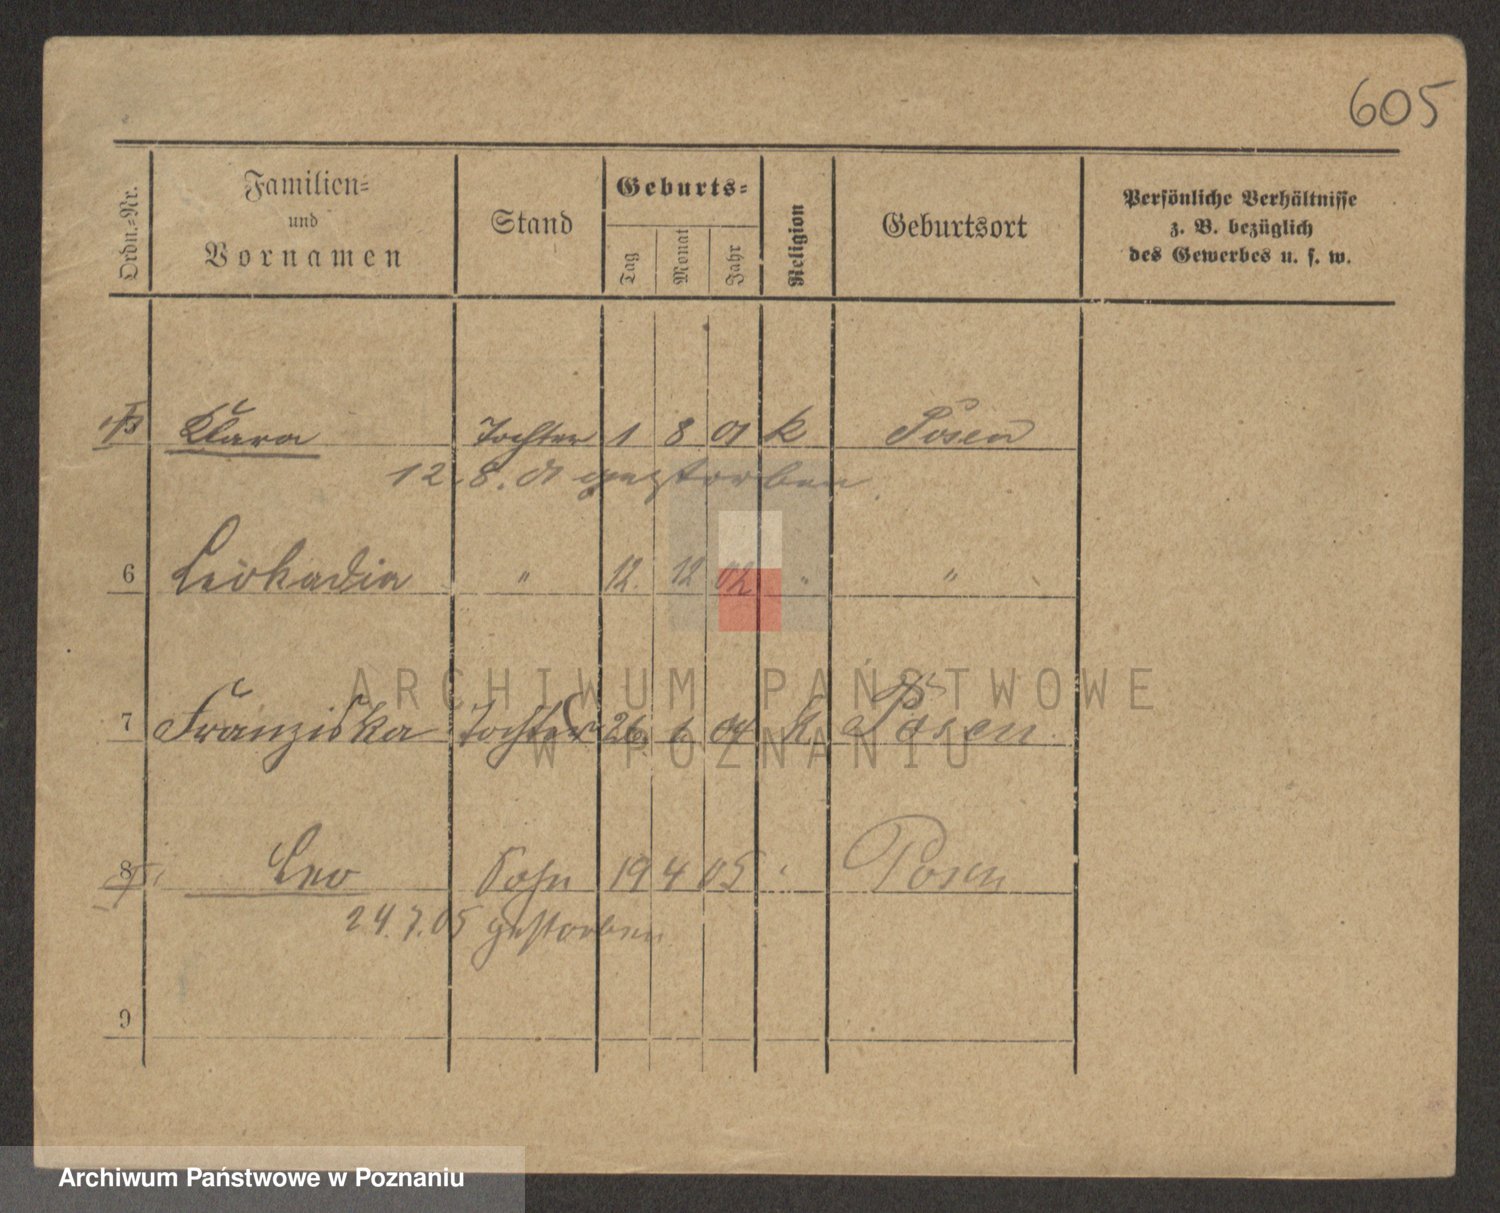 605
Ordn.-Nr.
Familien- und Vornamen
Stand
Geburts-
Tag
Monat
Jahr
Religion
Geburtsort
Persönliche Verhältnisse
z. B. bezüglich
des Gewerbes u. s. w.
5 Klara Tochter 1 8 01 k Posen
12. 8. 01 gestorben.
6 Leokadia " 12. 12 02 " "
7 Franziska Tochter 26. 04 k Posen
8 Leo Sohn 19 4 05 " Posen
24. 7. 05 gestorben
9
ARCHIWUM PAŃSTWOWE
W POZNANIU
Archiwum Państwowe w Poznaniu